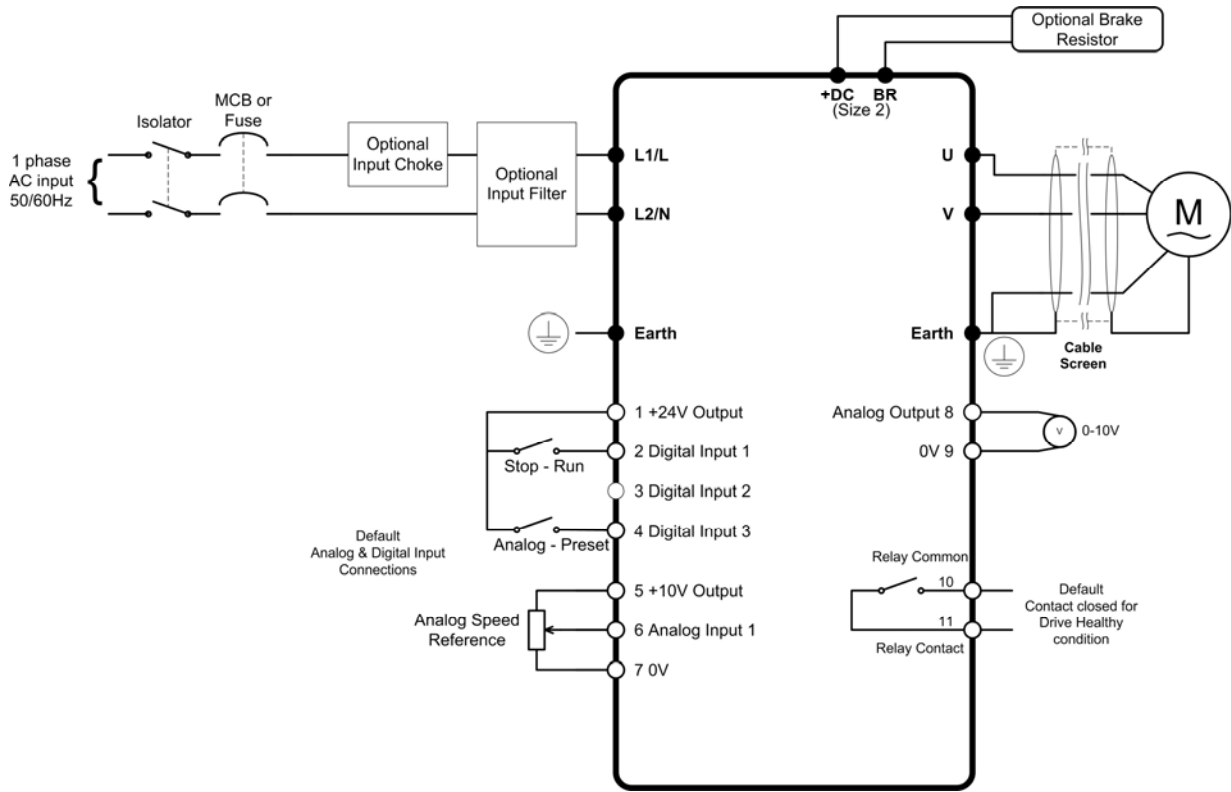 Optional Brake
Resistor
+DC BR
(Size 2)
MCB or
Fuse
Isolator
1 phase
AC input
50/60Hz
Optional
Input Choke
Optional
Input Filter
L1/L
L2/N
Earth
U
V
M
Earth
Cable
Screen
1 +24V Output
2 Digital Input 1
Stop - Run
3 Digital Input 2
4 Digital Input 3
Analog - Preset
Default
Analog & Digital Input
Connections
5 +10V Output
Analog Speed
Reference
6 Analog Input 1
7 0V
Analog Output 8
V
0-10V
0V 9
Relay Common
10
11
Relay Contact
Default
Contact closed for
Drive Healthy
condition